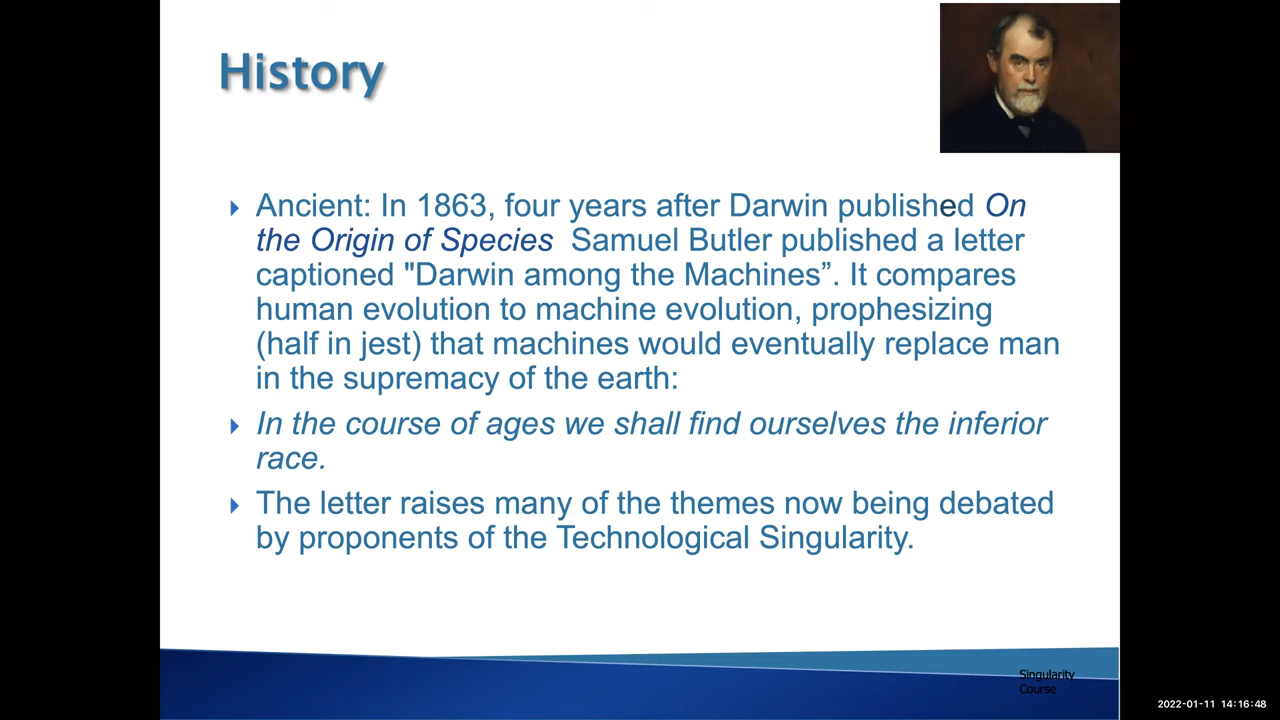 History
Ancient: In 1863, four years after Darwin published On
the Origin of Species Samuel Butler published a letter
captioned "Darwin among the Machines”. It compares
human evolution to machine evolution, prophesizing
(half in jest) that machines would eventually replace man
in the supremacy of the earth:
In the course of ages we shall find ourselves the inferior
race.
The letter raises many of the themes now being debated
by proponents of the Technological Singularity.
Singularity
Course
2022-01-11 14:16:48